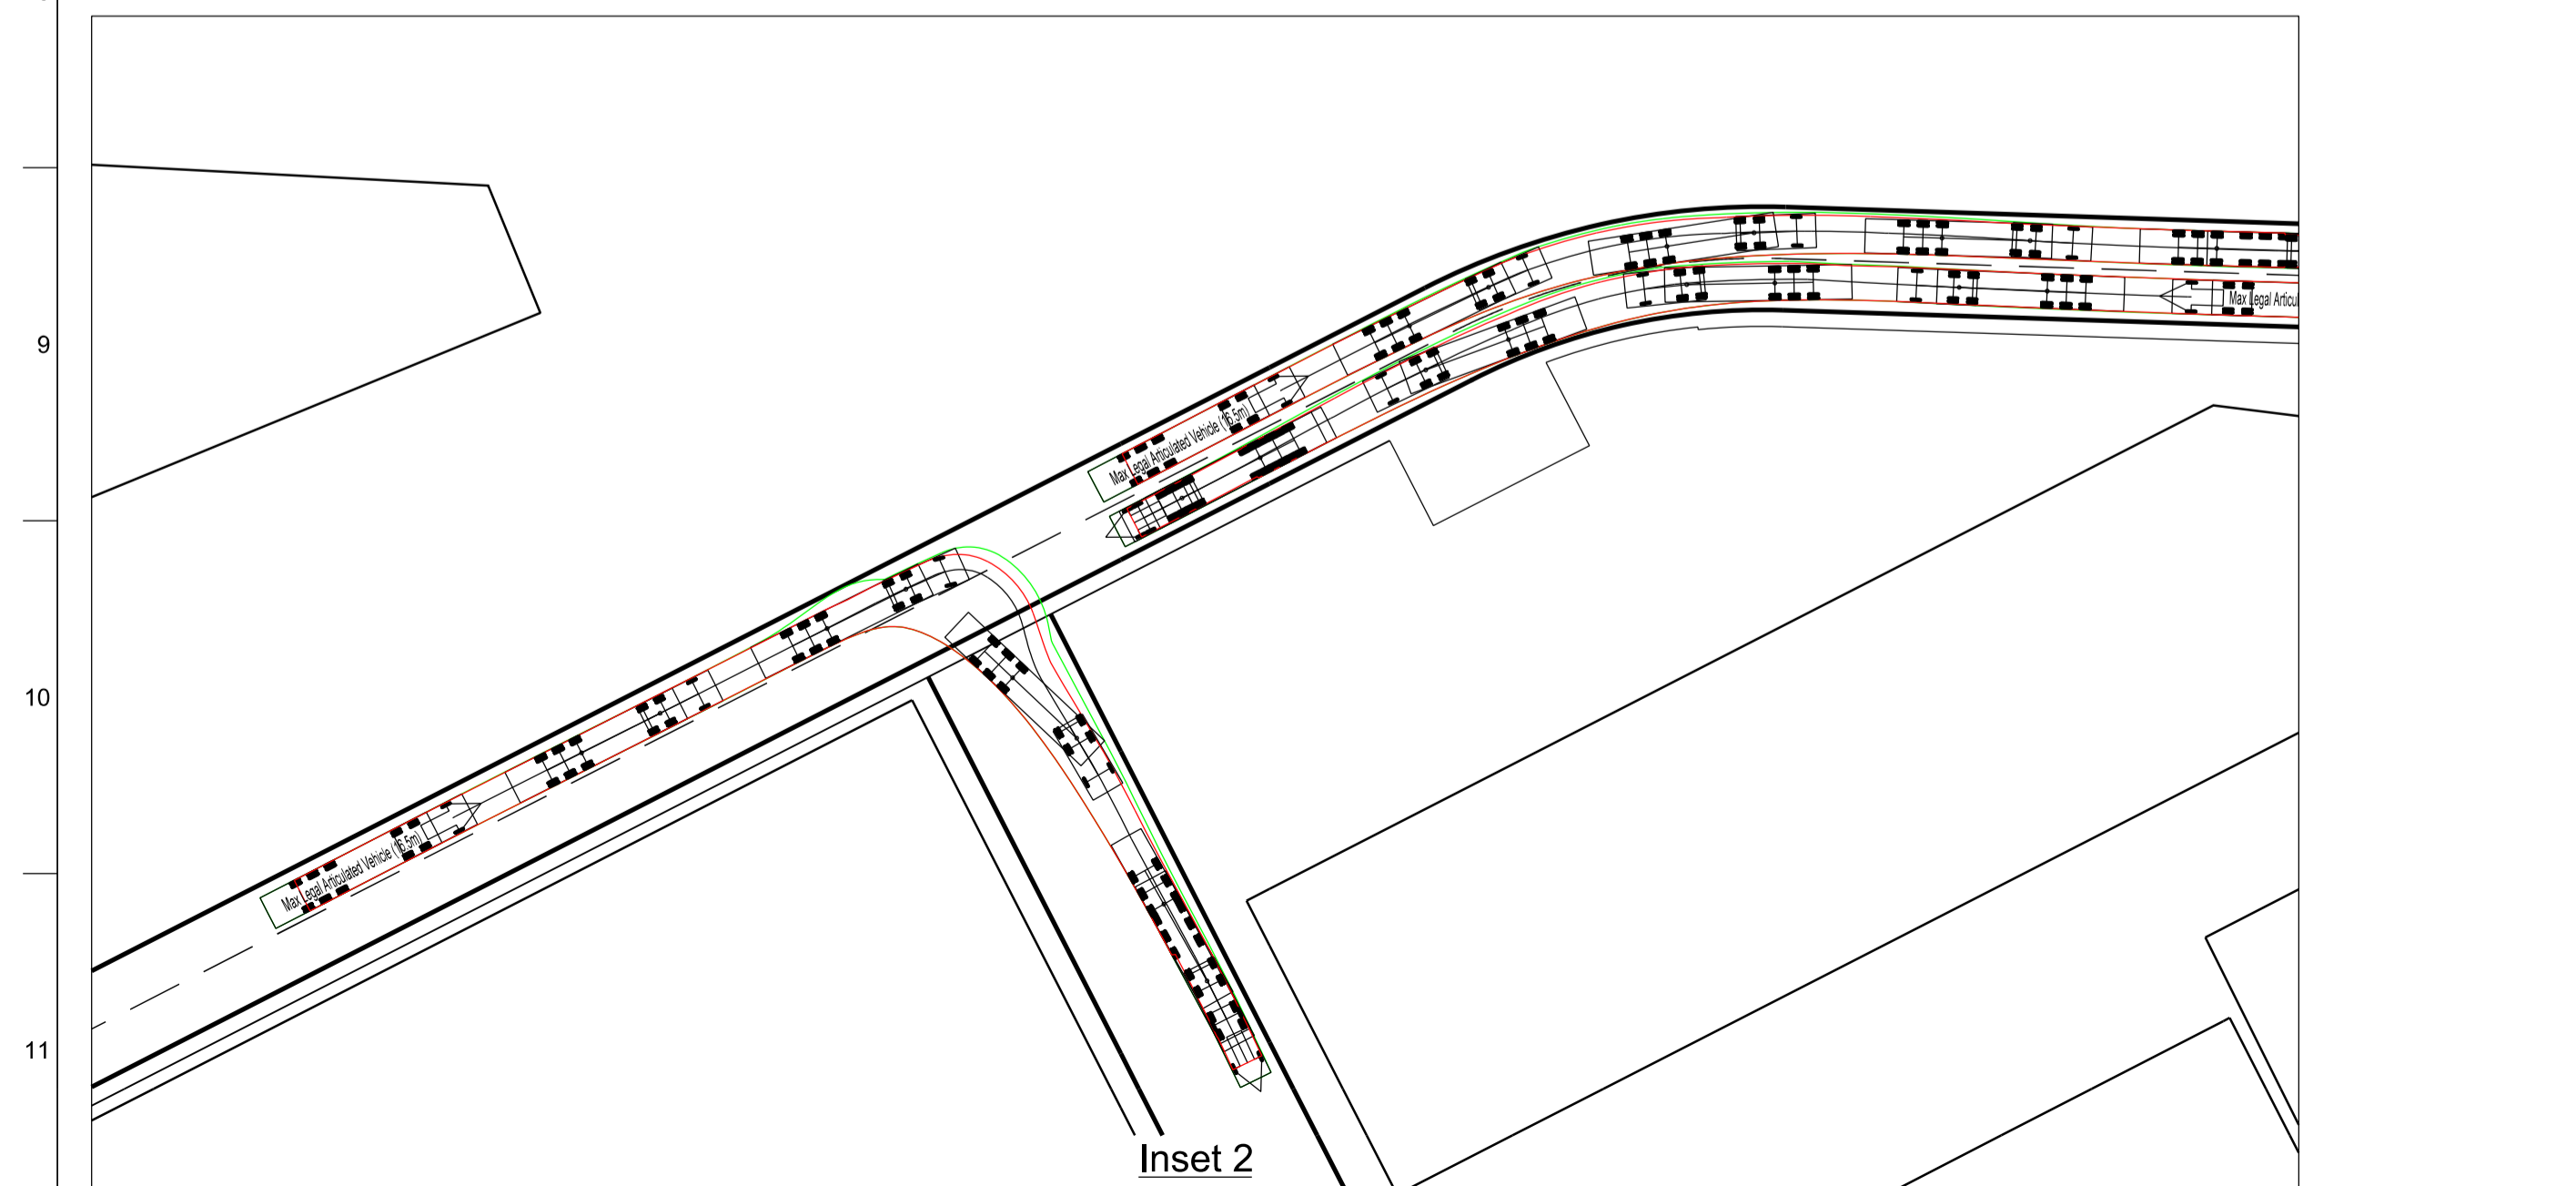 Max Legal Articul
9
Max Legal Articulated Vehicle (16.5m)
10
Max Legal Articulated Vehicle (16.5m)
11
Inset 2